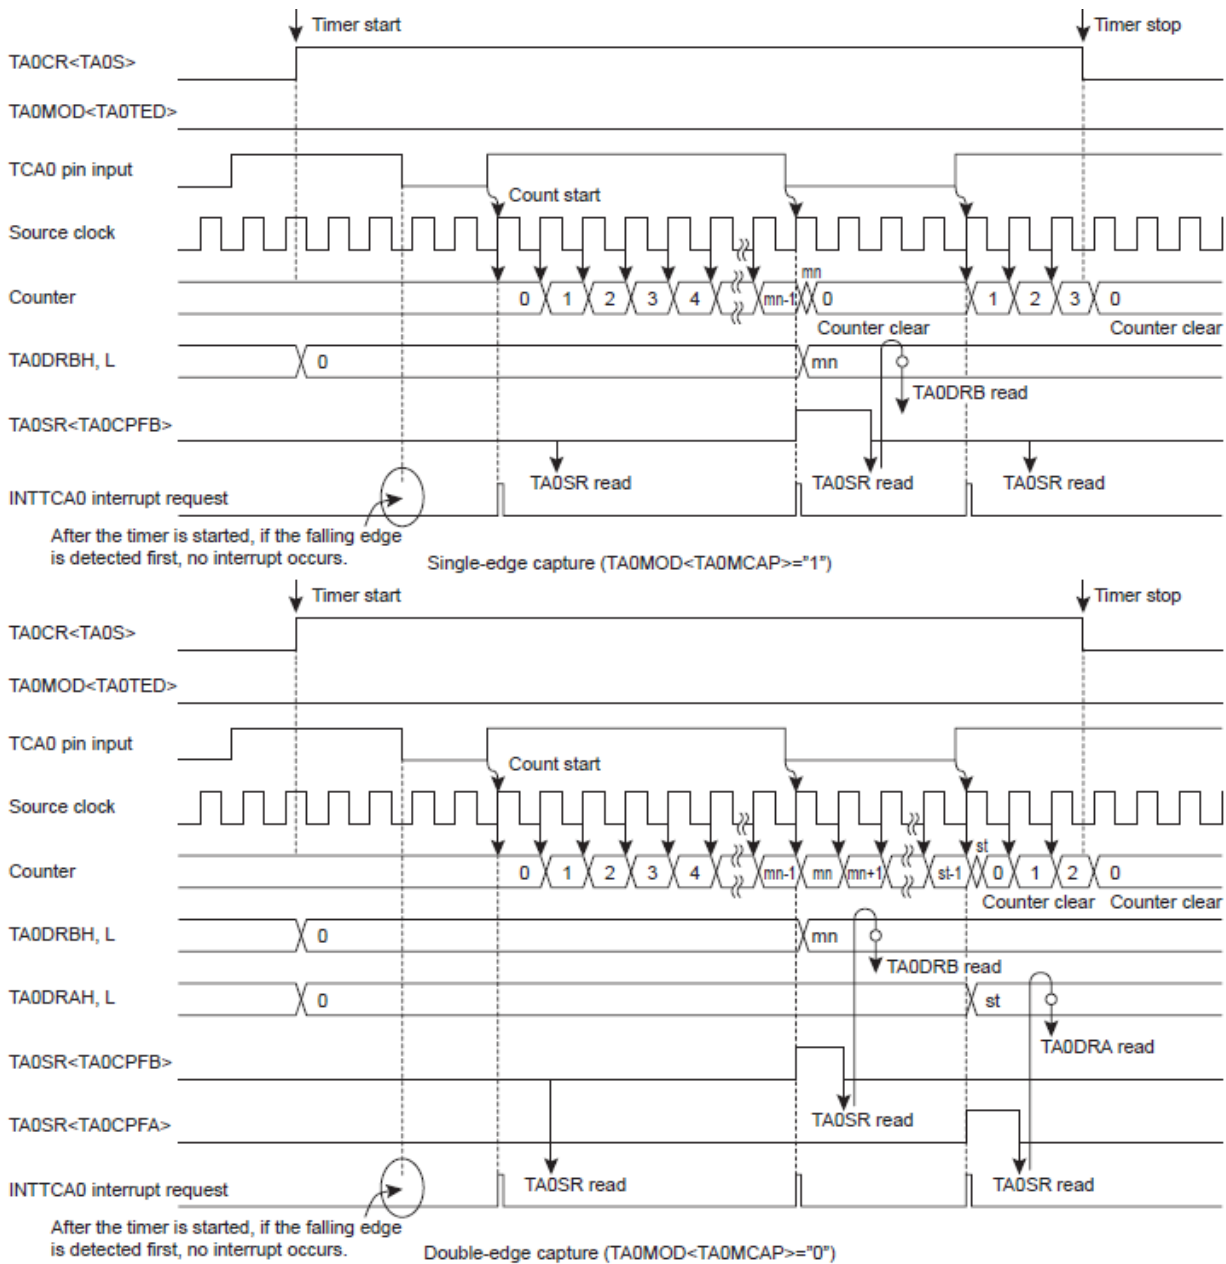 Timer start
Timer stop
TA0CR<TA0S>
TA0MOD<TA0TED>
TCA0 pin input
Count start
Source clock
mn
Counter 0 1 2 3 4 mn-1 0 1 2 3 0
Counter clear Counter clear
TA0DRBH, L 0 mn
TA0DRB read
TA0SR<TA0CPFB>
TA0SR read TA0SR read TA0SR read
INTTCA0 interrupt request
After the timer is started, if the falling edge
is detected first, no interrupt occurs.
Single-edge capture (TA0MOD<TA0MCAP>="1")
Timer start
Timer stop
TA0CR<TA0S>
TA0MOD<TA0TED>
TCA0 pin input
Count start
Source clock
st
Counter 0 1 2 3 4 mn-1 mn mn+1 st-1 0 1 2 0
Counter clear Counter clear
TA0DRBH, L 0 mn
TA0DRB read
TA0DRAH, L 0 st
TA0DRA read
TA0SR<TA0CPFB>
TA0SR read
TA0SR<TA0CPFA>
TA0SR read TA0SR read
INTTCA0 interrupt request
After the timer is started, if the falling edge
is detected first, no interrupt occurs.
Double-edge capture (TA0MOD<TA0MCAP>="0")